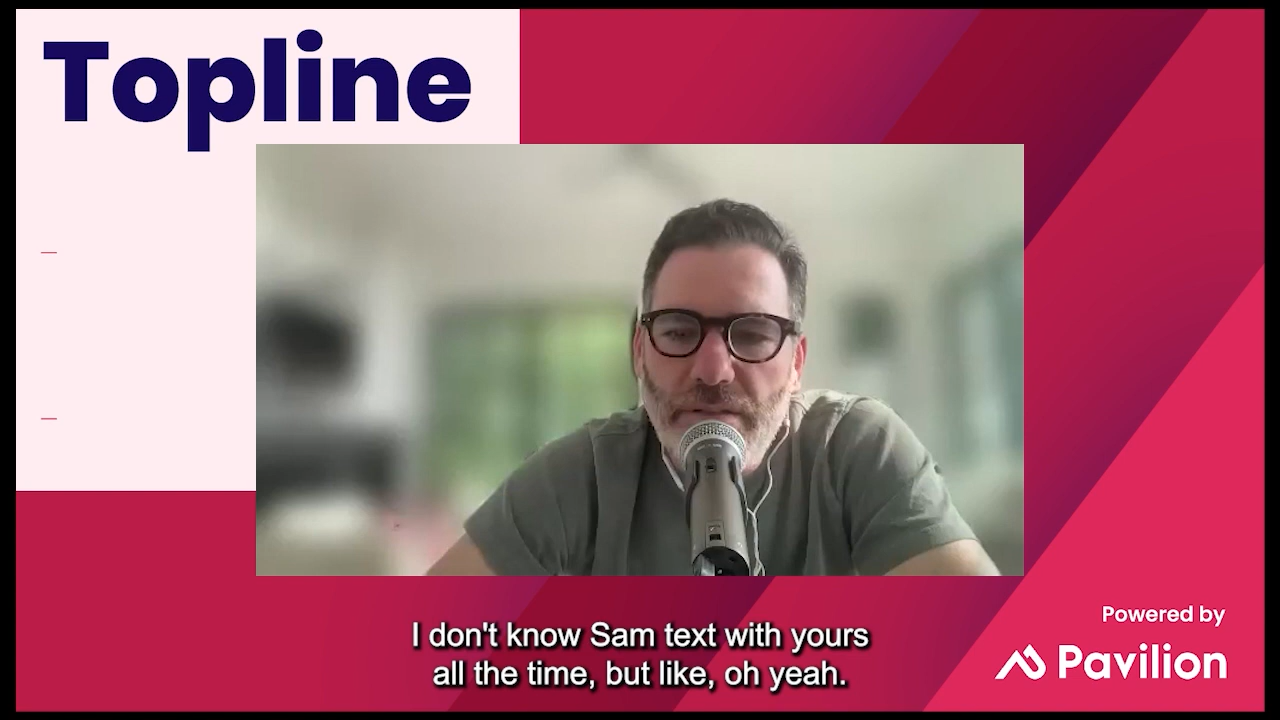 Topline
I don't know Sam text with yours
all the time, but like, oh yeah.
Powered by
Pavilion